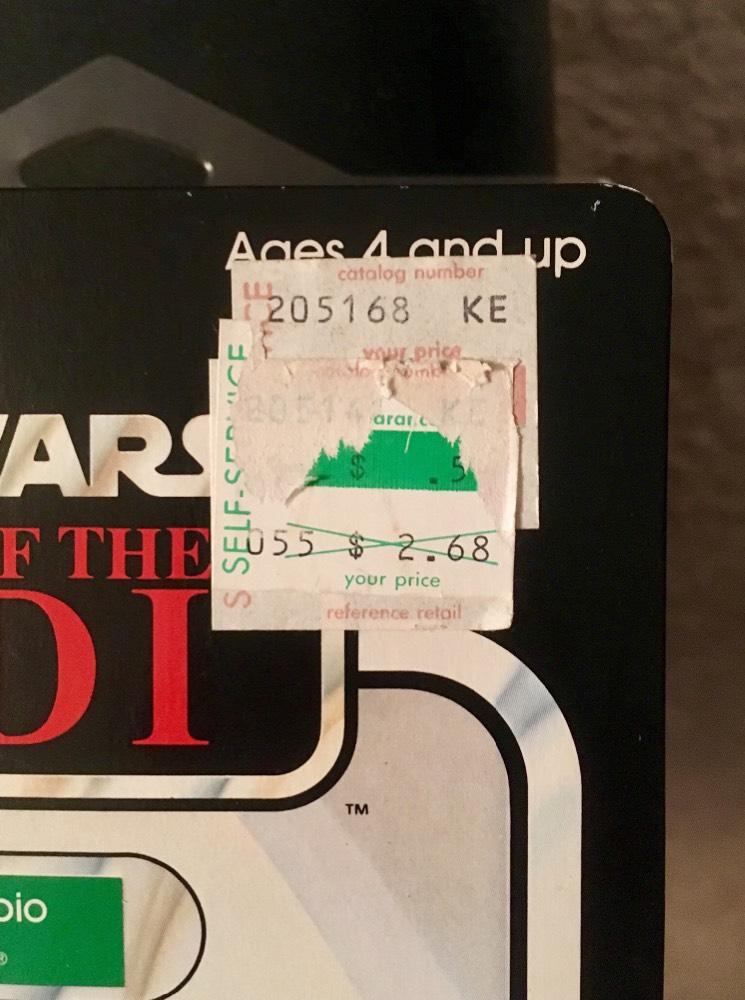 Ages 4 and up
catalog number
205168 KE
your price
$ .5
SELF-SERVICE
055 $ 2.68
your price
reference retail
WARS
F THE
DI
TM
bio
®